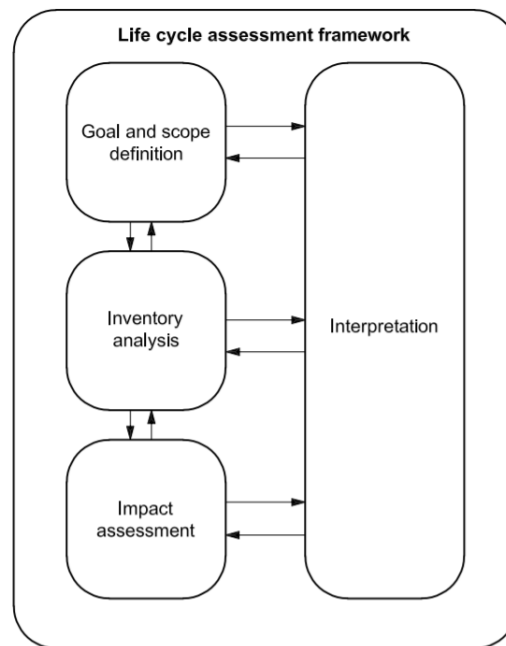 Life cycle assessment framework
Goal and scope
definition
Inventory
analysis
Interpretation
Impact
assessment